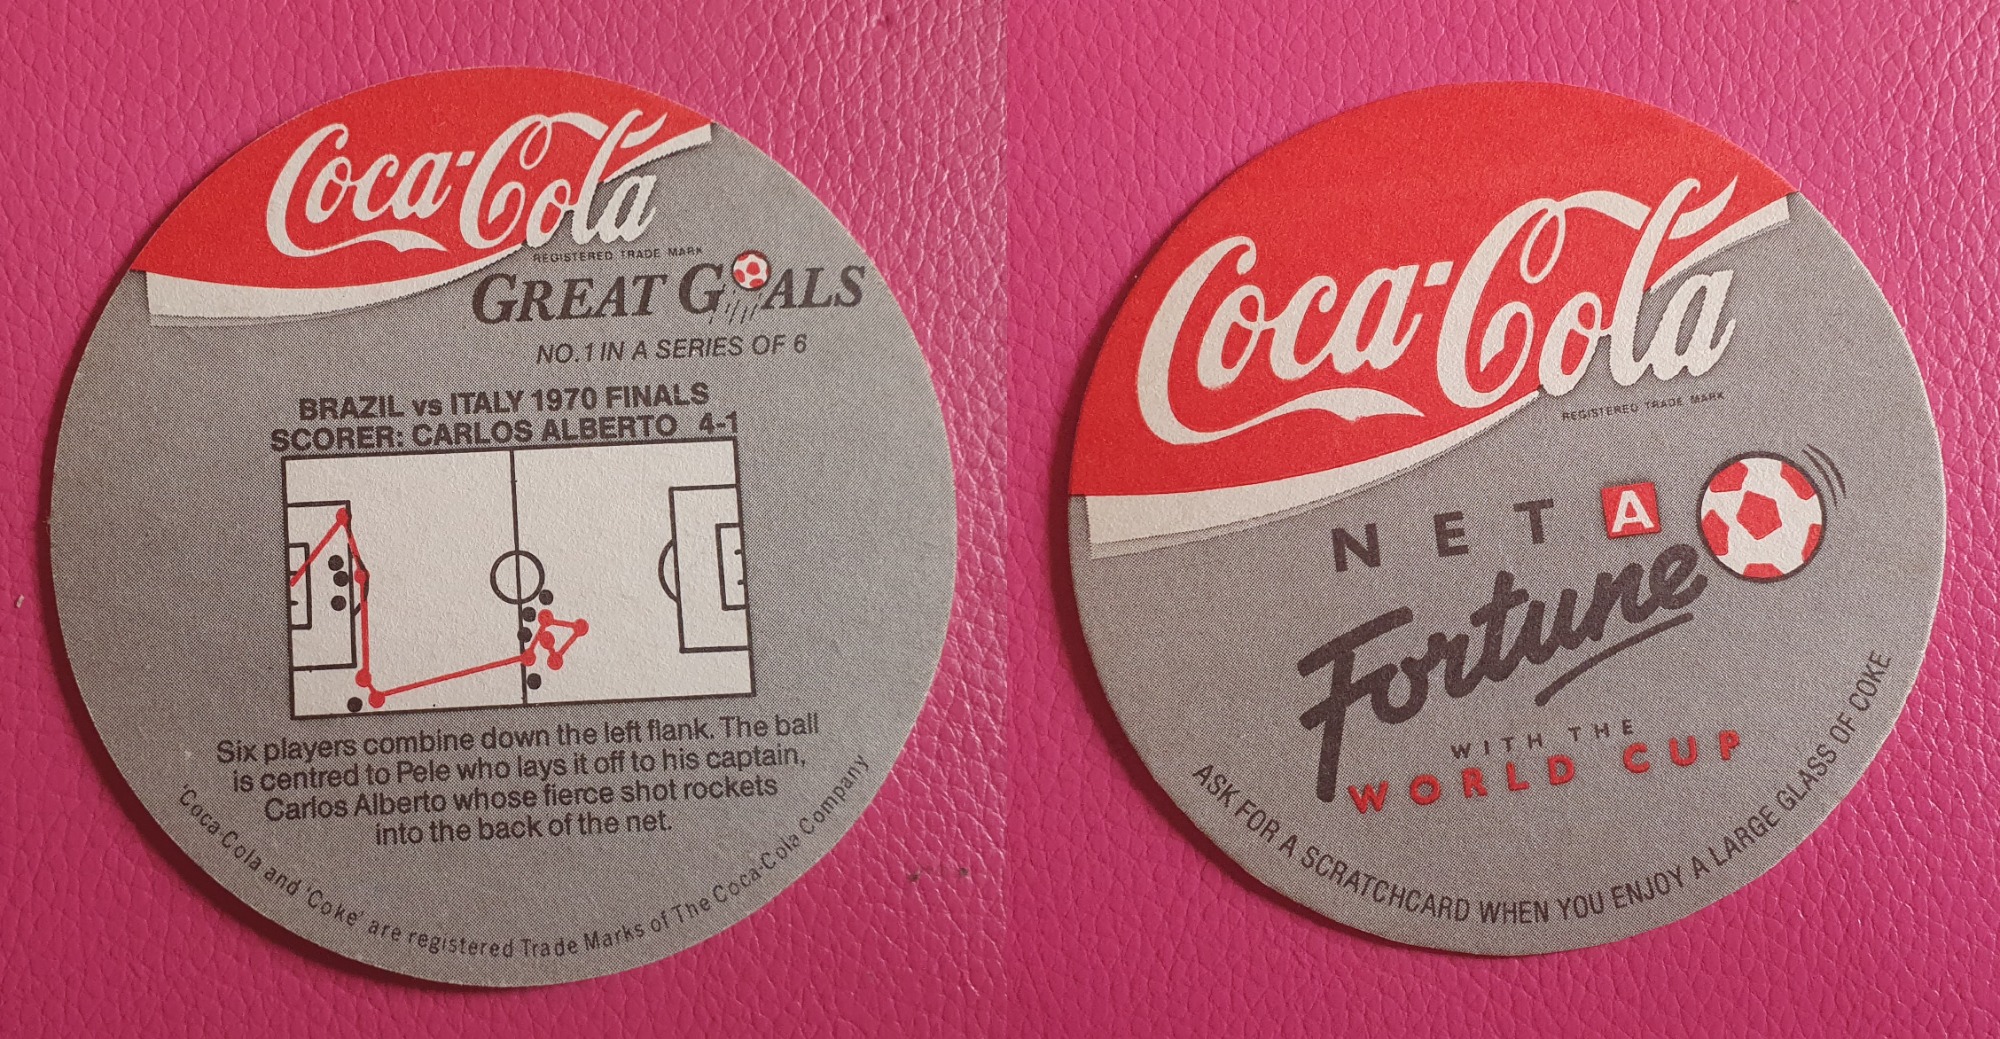 Coca-Cola
REGISTERED TRADE MARK
GREAT GOALS
NO.1 IN A SERIES OF 6
BRAZIL vs ITALY 1970 FINALS
SCORER: CARLOS ALBERTO 4-1
Six players combine down the left flank. The ball
is centred to Pele who lays it off to his captain,
Carlos Alberto whose fierce shot rockets
into the back of the net.
'Coca-Cola and 'Coke' are registered Trade Marks of The Coca-Cola Company
Coca-Cola
REGISTERED TRADE MARK
NET A
Fortune
WITH THE
WORLD CUP
ASK FOR A SCRATCHCARD WHEN YOU ENJOY A LARGE GLASS OF COKE